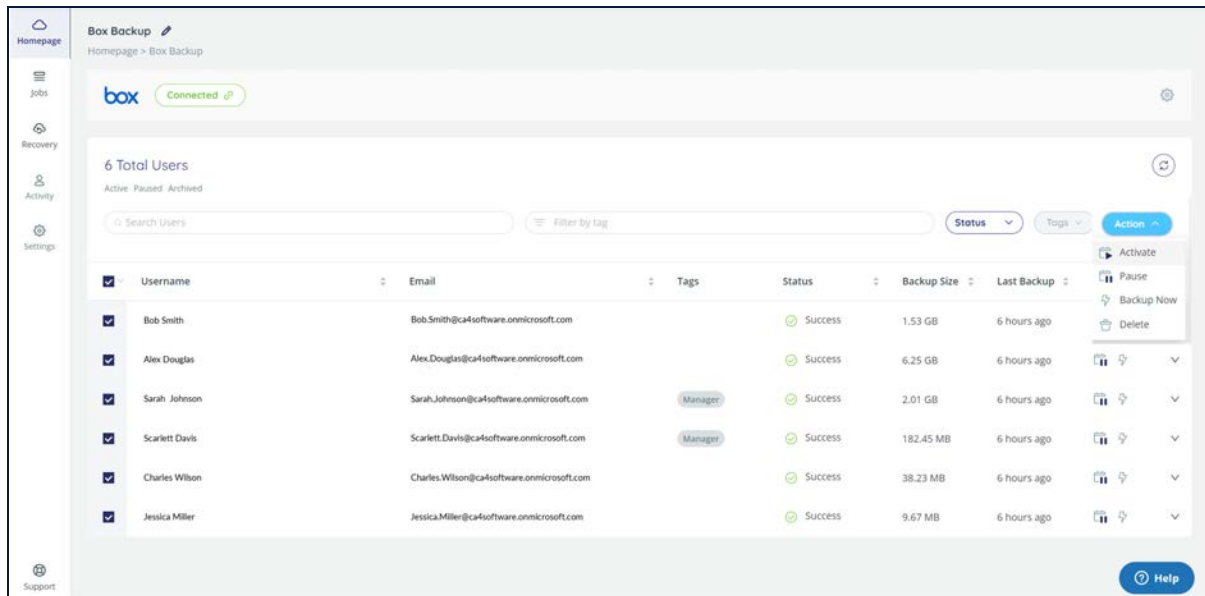 Homepage
Jobs
Recovery
Activity
Settings
Support
Box Backup
Homepage > Box Backup
box Connected
6 Total Users
Active Paused Archived
Search Users Filter by tag Status Tags Action
Activate
Pause
Backup Now
Delete
Username Email Tags Status Backup Size Last Backup
Bob Smith Bob.Smith@ca4software.onmicrosoft.com Success 1.53 GB 6 hours ago
Alex Douglas Alex.Douglas@ca4software.onmicrosoft.com Success 6.25 GB 6 hours ago
Sarah Johnson Sarah.Johnson@ca4software.onmicrosoft.com Manager Success 2.01 GB 6 hours ago
Scarlett Davis Scarlett.Davis@ca4software.onmicrosoft.com Manager Success 182.45 MB 6 hours ago
Charles Wilson Charles.Wilson@ca4software.onmicrosoft.com Success 38.23 MB 6 hours ago
Jessica Miller Jessica.Miller@ca4software.onmicrosoft.com Success 9.67 MB 6 hours ago
Help